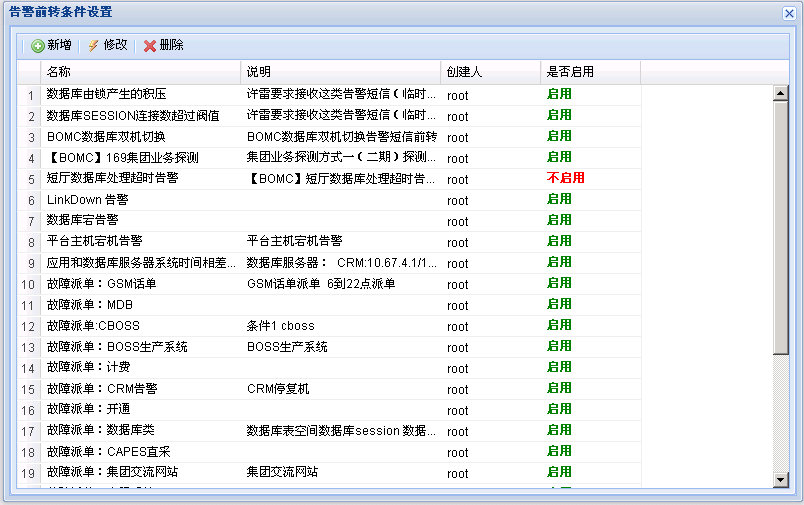 告警前转条件设置
新增 修改 删除
名称 说明 创建人 是否启用
1 数据库由锁产生的积压 许雷要求接收这类告警短信（临时... root 启用
2 数据库SESSION连接数超过阀值 许雷要求接收这类告警短信（临时... root 启用
3 BOMC数据库双机切换 BOMC数据库双机切换告警短信前转 root 启用
4 【BOMC】169集团业务探测 集团业务探测方式一（二期）探测... root 启用
5 短厅数据库处理超时告警 【BOMC】短厅数据库处理超时告... root 不启用
6 LinkDown 告警 root 启用
7 数据库宕告警 root 启用
8 平台主机宕机告警 平台主机宕机告警 root 启用
9 应用和数据库服务器系统时间相差... 数据库服务器： CRM:10.67.4.1/1... root 启用
10 故障派单：GSM话单 GSM话单派单 6到22点派单 root 启用
11 故障派单：MDB root 启用
12 故障派单:CBOSS 条件1 cboss root 启用
13 故障派单：BOSS生产系统 BOSS生产系统 root 启用
14 故障派单：计费 root 启用
15 故障派单：CRM告警 CRM停复机 root 启用
16 故障派单：开通 root 启用
17 故障派单：数据库类 数据库表空间数据库session 数据... root 启用
18 故障派单：CAPES直采 root 启用
19 故障派单：集团交流网站 集团交流网站 root 启用